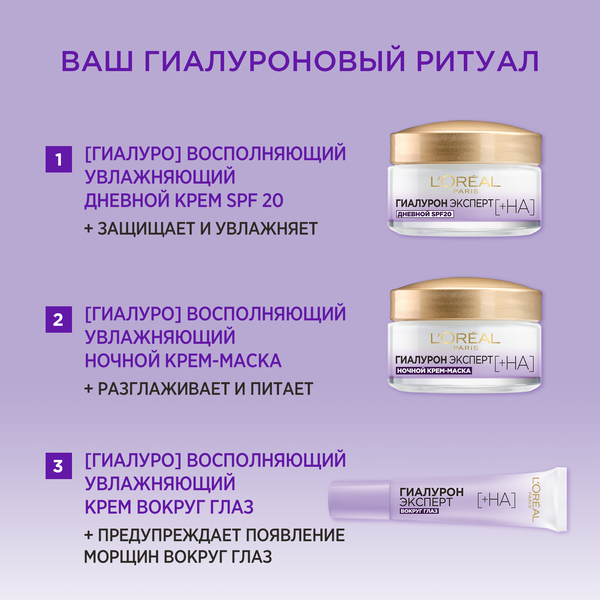 ВАШ ГИАЛУРОНОВЫЙ РИТУАЛ
1
[ГИАЛУРО] ВОСПОЛНЯЮЩИЙ
УВЛАЖНЯЮЩИЙ
ДНЕВНОЙ КРЕМ SPF 20
+ ЗАЩИЩАЕТ И УВЛАЖНЯЕТ
L'ORÉAL
PARIS
ГИАЛУРОН ЭКСПЕРТ [+HA]
ДНЕВНОЙ SPF20
2
[ГИАЛУРО] ВОСПОЛНЯЮЩИЙ
УВЛАЖНЯЮЩИЙ
НОЧНОЙ КРЕМ-МАСКА
+ РАЗГЛАЖИВАЕТ И ПИТАЕТ
L'ORÉAL
PARIS
ГИАЛУРОН ЭКСПЕРТ [+HA]
НОЧНОЙ КРЕМ-МАСКА
3
[ГИАЛУРО] ВОСПОЛНЯЮЩИЙ
УВЛАЖНЯЮЩИЙ
КРЕМ ВОКРУГ ГЛАЗ
+ ПРЕДУПРЕЖДАЕТ ПОЯВЛЕНИЕ
МОРЩИН ВОКРУГ ГЛАЗ
ГИАЛУРОН
ЭКСПЕРТ [+HA]
ВОКРУГ ГЛАЗ
L'ORÉAL
PARIS